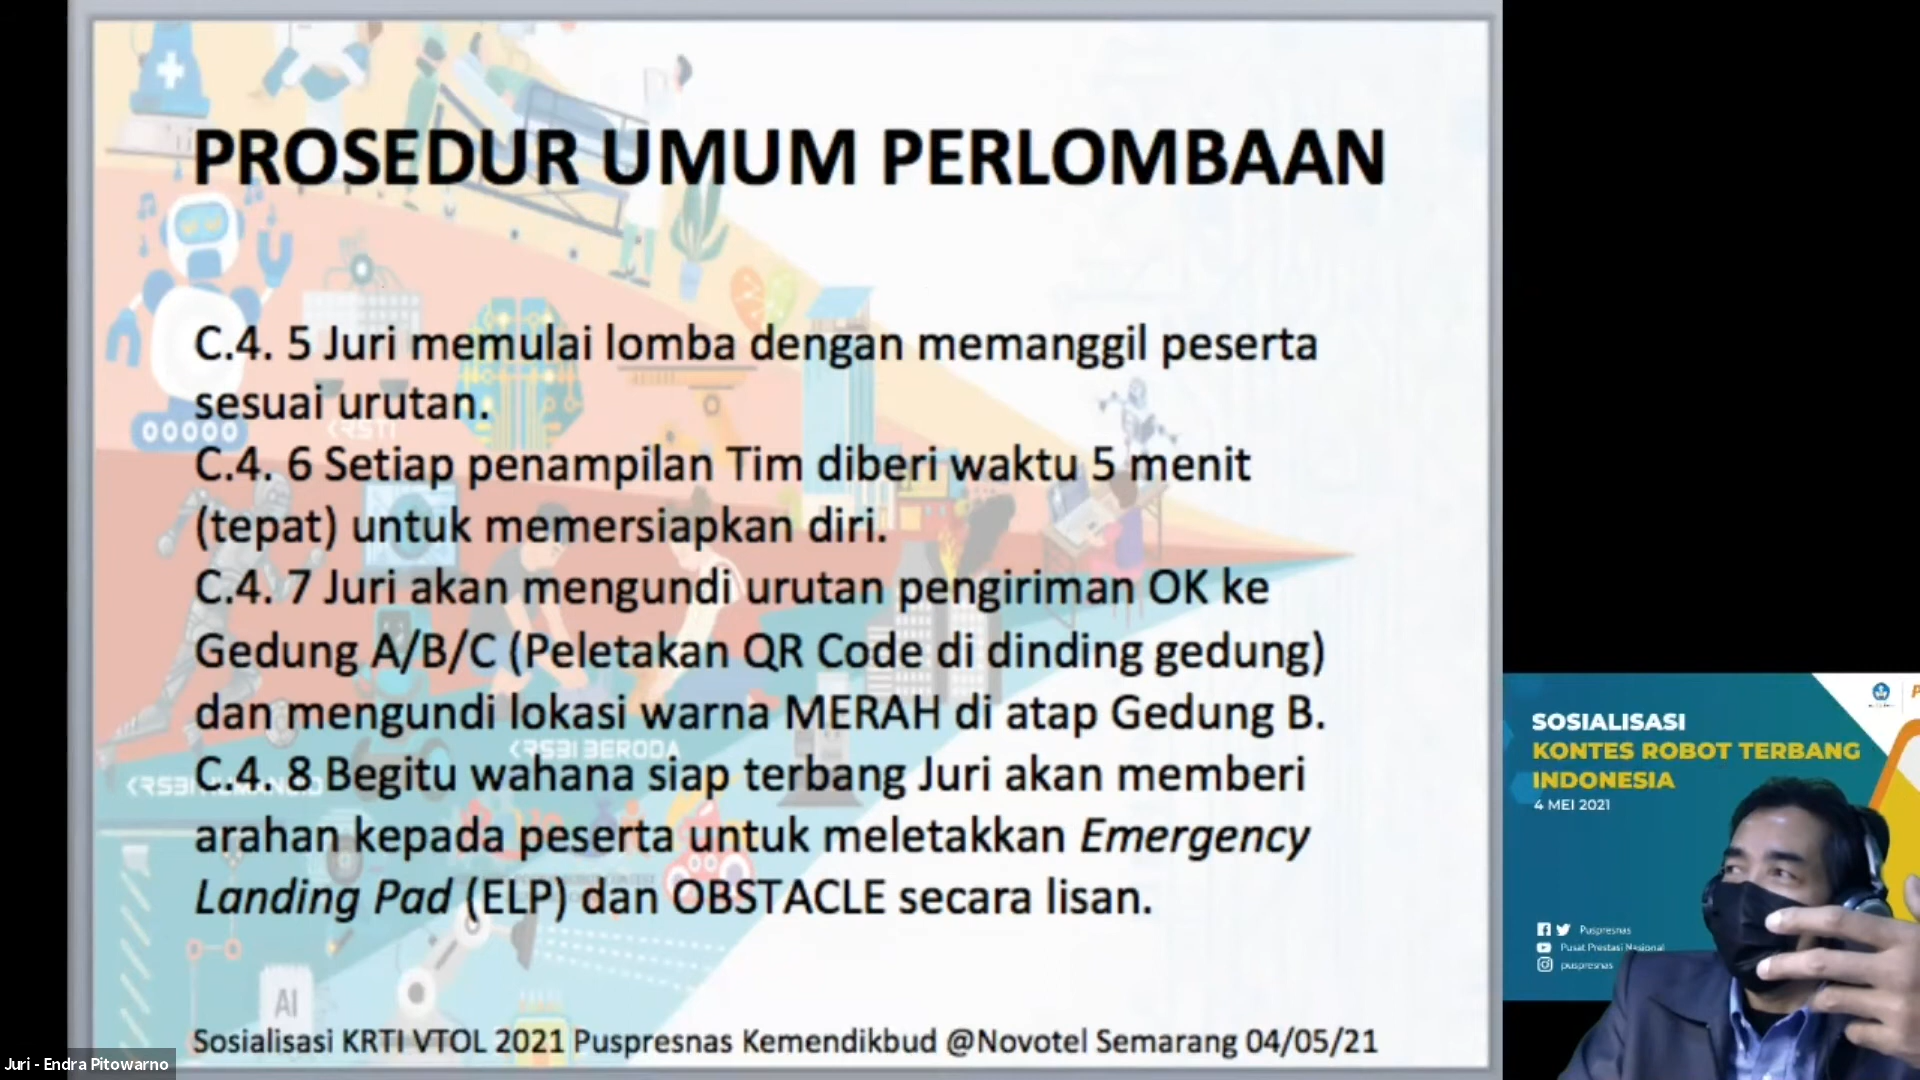 PROSEDUR UMUM PERLOMBAAN
C.4. 5 Juri memulai lomba dengan memanggil peserta
sesuai urutan.
C.4. 6 Setiap penampilan Tim diberi waktu 5 menit
(tepat) untuk memersiapkan diri.
C.4. 7 Juri akan mengundi urutan pengiriman OK ke
Gedung A/B/C (Peletakan QR Code di dinding gedung)
dan mengundi lokasi warna MERAH di atap Gedung B.
C.4. 8 Begitu wahana siap terbang Juri akan memberi
arahan kepada peserta untuk meletakkan Emergency
Landing Pad (ELP) dan OBSTACLE secara lisan.
KRSTI
KRSBI BERODA
AI
Sosialisasi KRTI VTOL 2021 Puspresnas Kemendikbud @Novotel Semarang 04/05/21
Juri - Endra Pitowarno
SOSIALISASI
KONTES ROBOT TERBANG
INDONESIA
4 MEI 2021
Puspresnas
Pusat Prestasi Nasional
puspresnas